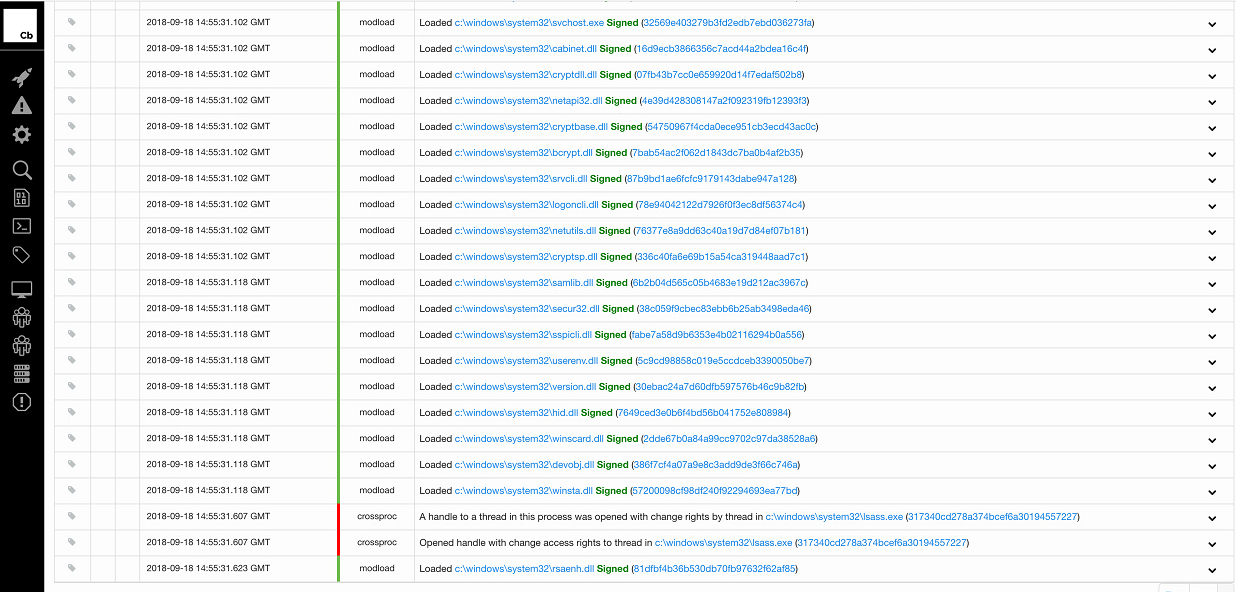 Cb
2018-09-18 14:55:31.102 GMT modload Loaded c:\windows\system32\svchost.exe Signed (32569e403279b3fd2edb7ebd036273fa)
2018-09-18 14:55:31.102 GMT modload Loaded c:\windows\system32\cabinet.dll Signed (16d9ecb3866356c7acd44a2bdea16c4f)
2018-09-18 14:55:31.102 GMT modload Loaded c:\windows\system32\cryptdll.dll Signed (07fb43b7cc0e659920d14f7edaf502b8)
2018-09-18 14:55:31.102 GMT modload Loaded c:\windows\system32\netapi32.dll Signed (4e39d428308147a2f092319fb12393f3)
2018-09-18 14:55:31.102 GMT modload Loaded c:\windows\system32\cryptbase.dll Signed (54750967f4cda0ece951cb3ecd43ac0c)
2018-09-18 14:55:31.102 GMT modload Loaded c:\windows\system32\bcrypt.dll Signed (7bab54ac2f062d1843dc7ba0b4af2b35)
2018-09-18 14:55:31.102 GMT modload Loaded c:\windows\system32\srvcli.dll Signed (87b9bd1ae6fcfc9179143dabe947a128)
2018-09-18 14:55:31.102 GMT modload Loaded c:\windows\system32\logoncli.dll Signed (78e94042122d7926f0f3ec8df56374c4)
2018-09-18 14:55:31.102 GMT modload Loaded c:\windows\system32\netutils.dll Signed (76377e8a9dd63c40a19d7d84ef07b181)
2018-09-18 14:55:31.102 GMT modload Loaded c:\windows\system32\cryptsp.dll Signed (336c40fa6e69b15a54ca319448aad7c1)
2018-09-18 14:55:31.118 GMT modload Loaded c:\windows\system32\samlib.dll Signed (6b2b04d565c05b4683e19d212ac3967c)
2018-09-18 14:55:31.118 GMT modload Loaded c:\windows\system32\secur32.dll Signed (38c059f9cbec83ebb6b25ab3498eda46)
2018-09-18 14:55:31.118 GMT modload Loaded c:\windows\system32\sspicli.dll Signed (fabe7a58d9b6353e4b02116294b0a556)
2018-09-18 14:55:31.118 GMT modload Loaded c:\windows\system32\userenv.dll Signed (5c9cd98858c019e5ccdceb3390050be7)
2018-09-18 14:55:31.118 GMT modload Loaded c:\windows\system32\version.dll Signed (30ebac24a7d60dfb597576b46c9b82fb)
2018-09-18 14:55:31.118 GMT modload Loaded c:\windows\system32\hid.dll Signed (7649ced3e0b6f4bd56b041752e808984)
2018-09-18 14:55:31.118 GMT modload Loaded c:\windows\system32\winscard.dll Signed (2dde67b0a84a99cc9702c97da38528a6)
2018-09-18 14:55:31.118 GMT modload Loaded c:\windows\system32\devobj.dll Signed (386f7cf4a07a9e8c3add9de3f66c746a)
2018-09-18 14:55:31.118 GMT modload Loaded c:\windows\system32\winsta.dll Signed (57200098cf98df240f92294693ea77bd)
2018-09-18 14:55:31.607 GMT crossproc A handle to a thread in this process was opened with change rights by thread in c:\windows\system32\lsass.exe (317340cd278a374bcef6a30194557227)
2018-09-18 14:55:31.607 GMT crossproc Opened handle with change access rights to thread in c:\windows\system32\lsass.exe (317340cd278a374bcef6a30194557227)
2018-09-18 14:55:31.623 GMT modload Loaded c:\windows\system32\rsaenh.dll Signed (81dfbf4b36b530db70fb97632f62af85)